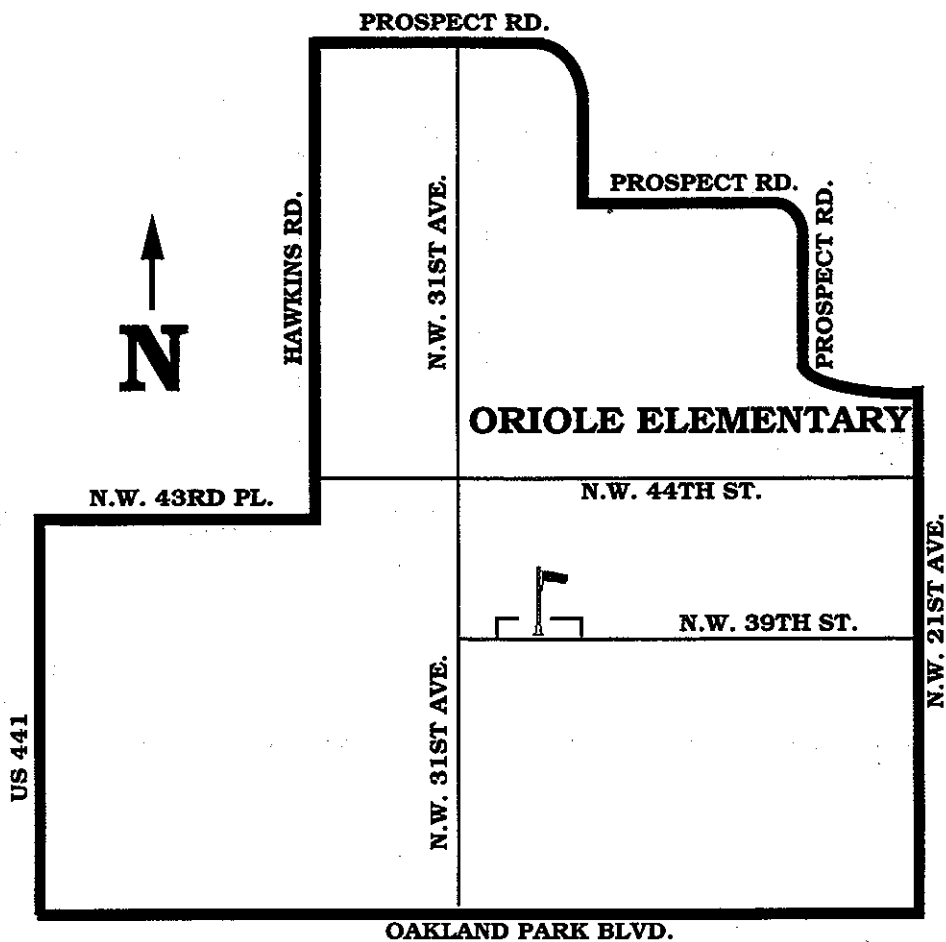 PROSPECT RD.
PROSPECT RD.
PROSPECT RD.
HAWKINS RD.
N.W. 31ST AVE.
N
ORIOLE ELEMENTARY
N.W. 43RD PL.
N.W. 44TH ST.
N.W. 21ST AVE.
N.W. 39TH ST.
N.W. 31ST AVE.
US 441
OAKLAND PARK BLVD.